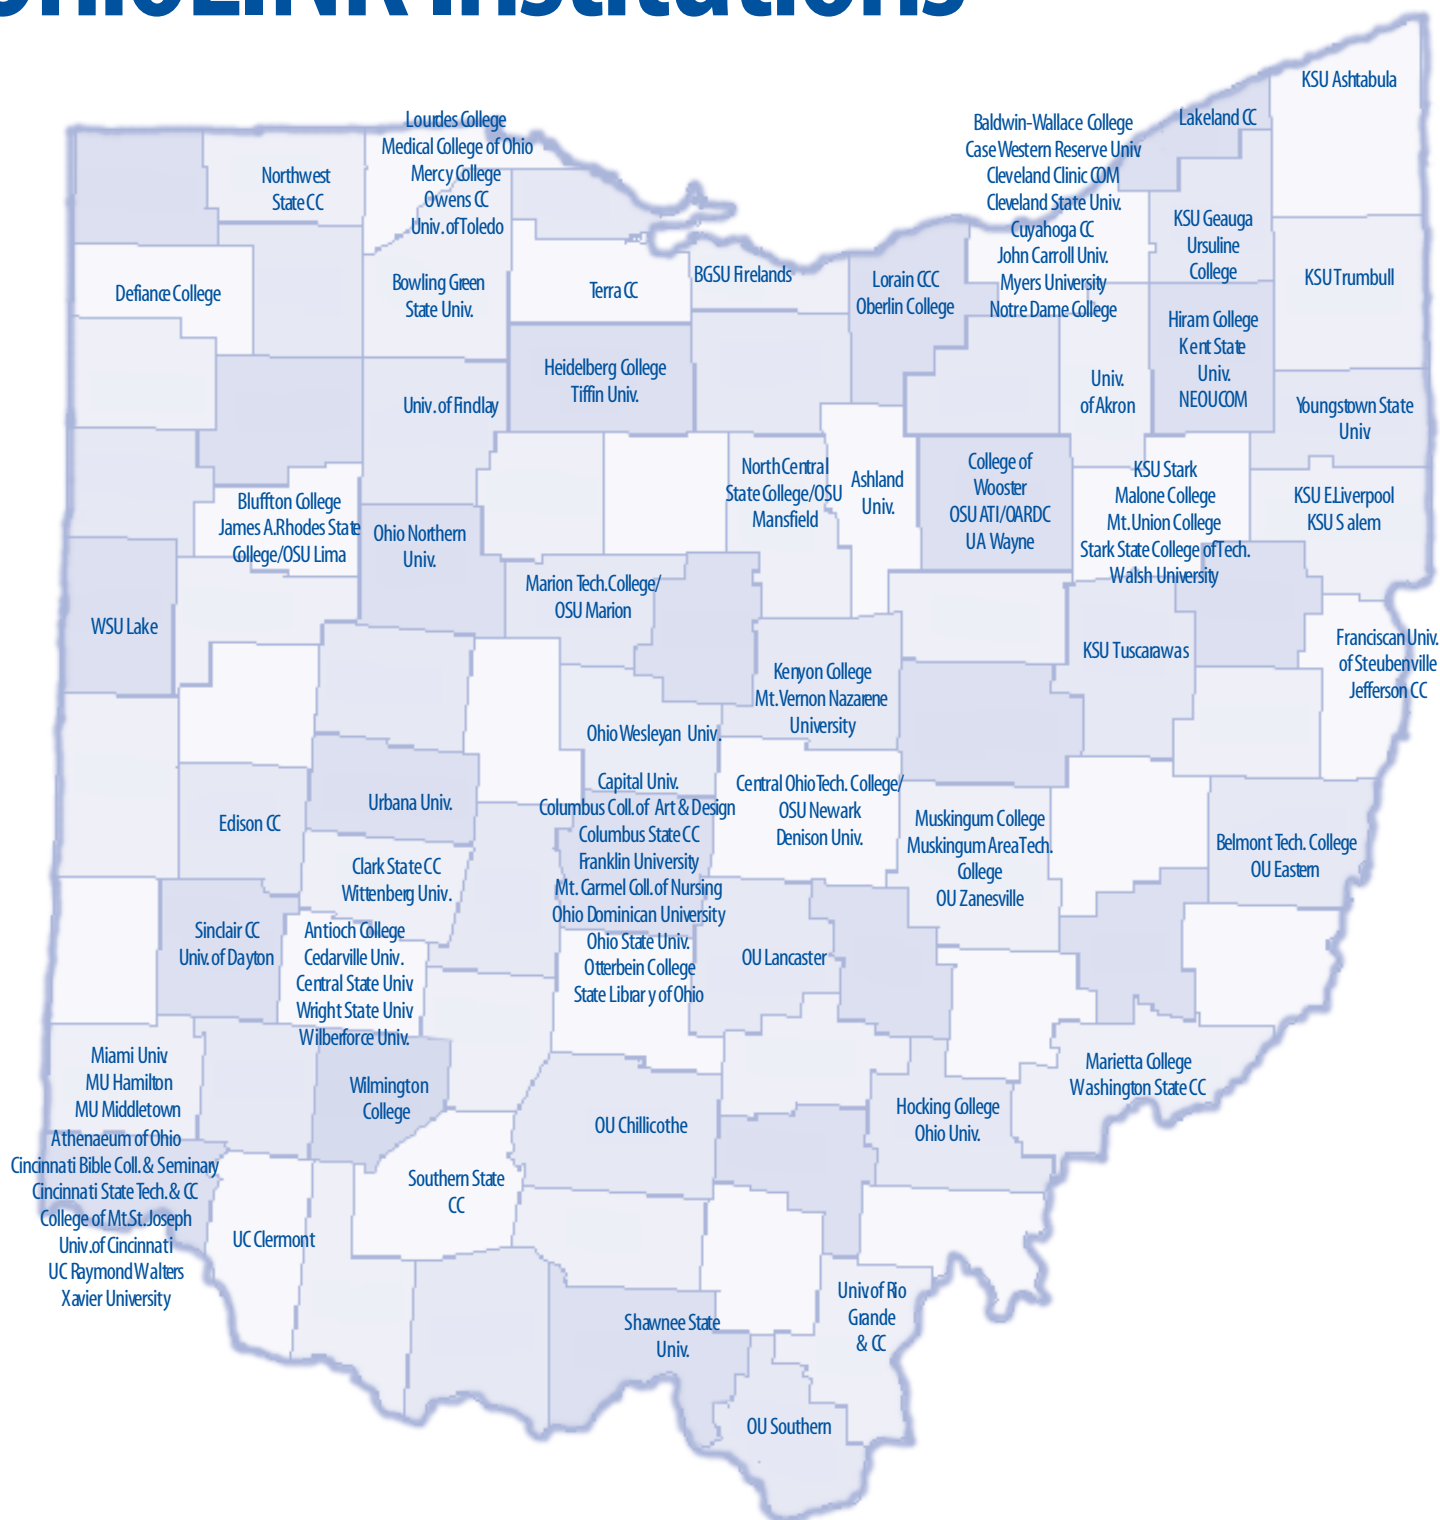 OhioLINK Institutions
KSU Ashtabula
Lakeland CC
Baldwin-Wallace College
Case Western Reserve Univ
Cleveland Clinic COM
Cleveland State Univ.
Cuyahoga CC
John Carroll Univ.
Myers University
Notre Dame College
Lourdes College
Medical College of Ohio
Mercy College
Owens CC
Univ. of Toledo
Northwest
State CC
KSU Geauga
Ursuline
College
KSU Trumbull
Defiance College
Bowling Green
State Univ.
Terra CC
BGSU Firelands
Lorain CCC
Oberlin College
Hiram College
Kent State
Univ.
NEOUCOM
Heidelberg College
Tiffin Univ.
Univ. of Findlay
Univ.
of Akron
Youngstown State
Univ
North Central
State College/OSU
Mansfield
Ashland
Univ.
College of
Wooster
OSU ATI/OARDC
UA Wayne
KSU Stark
Malone College
Mt. Union College
Stark State College of Tech.
Walsh University
KSU E.Liverpool
KSU Salem
Bluffton College
James A.Rhodes State
College/OSU Lima
Ohio Northern
Univ.
Marion Tech.College/
OSU Marion
WSU Lake
KSU Tuscarawas
Franciscan Univ.
of Steubenville
Jefferson CC
Kenyon College
Mt. Vernon Nazarene
University
Ohio Wesleyan Univ.
Capital Univ.
Columbus Coll. of Art & Design
Columbus State CC
Franklin University
Mt. Carmel Coll. of Nursing
Ohio Dominican University
Ohio State Univ.
Otterbein College
State Library of Ohio
Central Ohio Tech. College/
OSU Newark
Denison Univ.
Urbana Univ.
Edison CC
Muskingum College
Muskingum Area Tech.
College
OU Zanesville
Belmont Tech. College
OU Eastern
Clark State CC
Wittenberg Univ.
Sinclair CC
Univ. of Dayton
Antioch College
Cedarville Univ.
Central State Univ
Wright State Univ
Wilberforce Univ.
OU Lancaster
Miami Univ
MU Hamilton
MU Middletown
Wilmington
College
Marietta College
Washington State CC
OU Chillicothe
Hocking College
Ohio Univ.
Athenaeum of Ohio
Cincinnati Bible Coll. & Seminary
Cincinnati State Tech. & CC
College of Mt.St.Joseph
Univ.of Cincinnati
UC Raymond Walters
Xavier University
Southern State
CC
UC Clermont
Univ of Rio
Grande
& CC
Shawnee State
Univ.
OU Southern